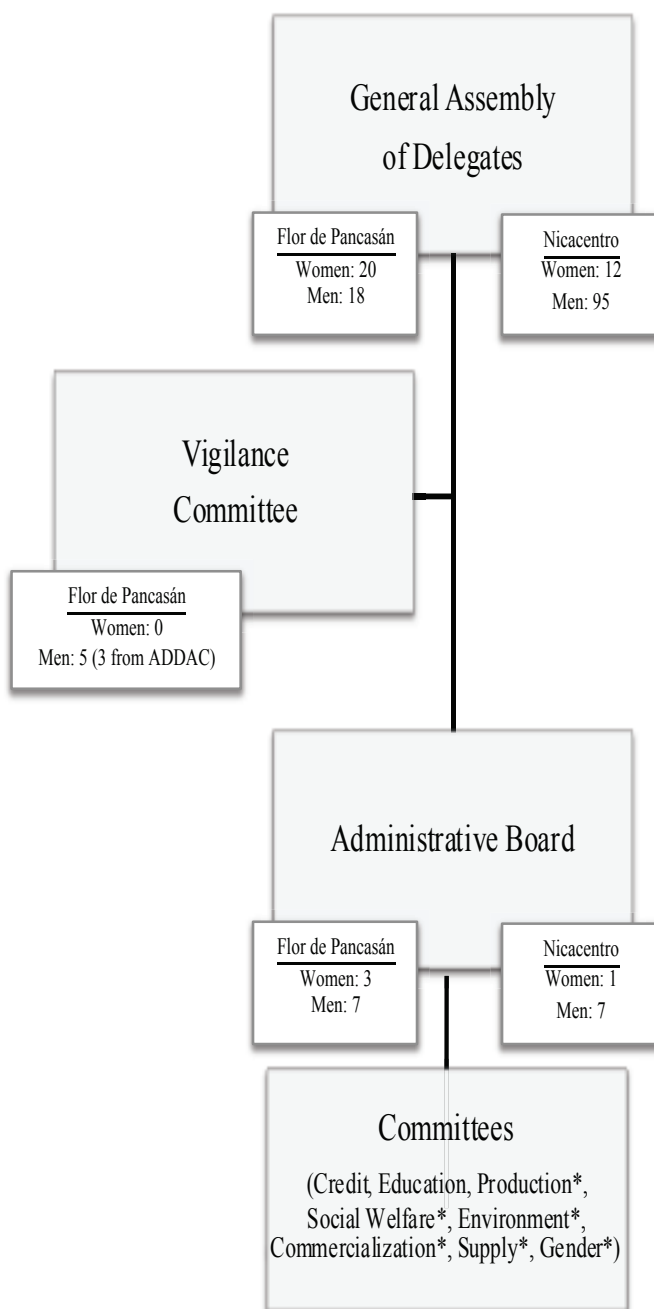 General Assembly
of Delegates
Flor de Pancasán
Women: 20
Men: 18
Nicacentro
Women: 12
Men: 95
Vigilance
Committee
Flor de Pancasán
Women: 0
Men: 5 (3 from ADDAC)
Administrative Board
Flor de Pancasán
Women: 3
Men: 7
Nicacentro
Women: 1
Men: 7
Committees
(Credit, Education, Production*,
Social Welfare*, Environment*,
Commercialization*, Supply*, Gender*)